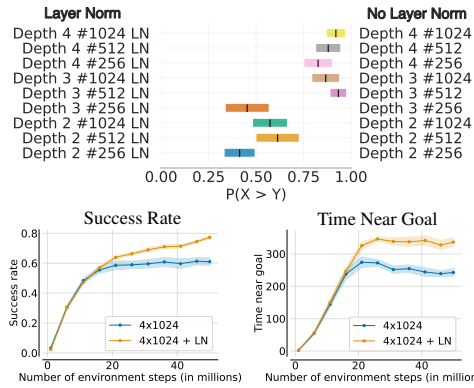 Layer Norm No Layer Norm
Depth 4 #1024 LN Depth 4 #1024
Depth 4 #512 LN Depth 4 #512
Depth 4 #256 LN Depth 4 #256
Depth 3 #1024 LN Depth 3 #1024
Depth 3 #512 LN Depth 3 #512
Depth 3 #256 LN Depth 3 #256
Depth 2 #1024 LN Depth 2 #1024
Depth 2 #512 LN Depth 2 #512
Depth 2 #256 LN Depth 2 #256
0.00 0.25 0.50 0.75 1.00
P(X > Y)
Success Rate
Success rate
0.8
0.6
0.4
0.2
0.0
4x1024
4x1024 + LN
0 20 40
Number of environment steps (in millions)
Time Near Goal
Time near goal
300
200
100
0
4x1024
4x1024 + LN
0 20 40
Number of environment steps (in millions)